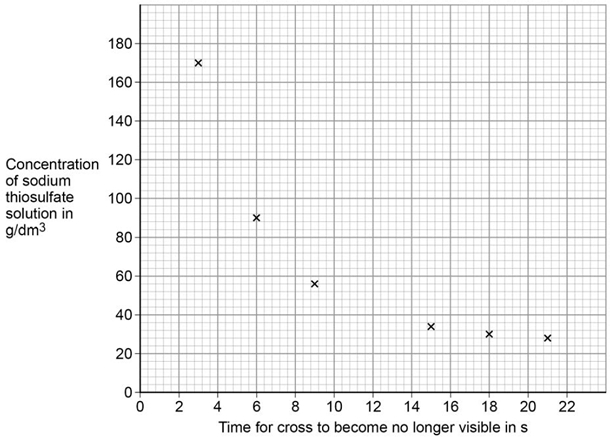 180
160
140
120
100
80
60
40
20
0
Concentration
of sodium
thiosulfate
solution in
g/dm3
0 2 4 6 8 10 12 14 16 18 20 22
Time for cross to become no longer visible in s